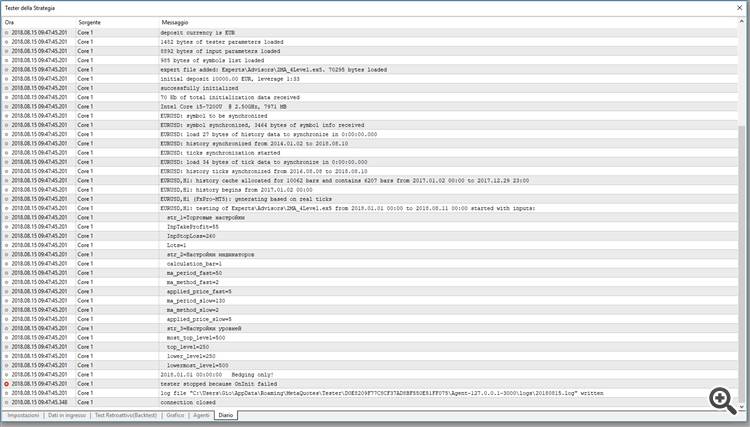 Tester della Strategia
Ora Sorgente Messaggio
2018.08.15 09:47:45.201 Core 1 deposit currency is EUR
2018.08.15 09:47:45.201 Core 1 1482 bytes of tester parameters loaded
2018.08.15 09:47:45.201 Core 1 8892 bytes of input parameters loaded
2018.08.15 09:47:45.201 Core 1 985 bytes of symbols list loaded
2018.08.15 09:47:45.201 Core 1 expert file added: Experts\Advisors\2MA_4Level.ex5. 70295 bytes loaded
2018.08.15 09:47:45.201 Core 1 initial deposit 10000.00 EUR, leverage 1:33
2018.08.15 09:47:45.201 Core 1 successfully initialized
2018.08.15 09:47:45.201 Core 1 70 Kb of total initialization data received
2018.08.15 09:47:45.201 Core 1 Intel Core i5-7200U @ 2.50GHz, 7971 MB
2018.08.15 09:47:45.201 Core 1 EURUSD: symbol to be synchronized
2018.08.15 09:47:45.201 Core 1 EURUSD: symbol synchronized, 3464 bytes of symbol info received
2018.08.15 09:47:45.201 Core 1 EURUSD: load 27 bytes of history data to synchronize in 0:00:00.000
2018.08.15 09:47:45.201 Core 1 EURUSD: history synchronized from 2014.01.02 to 2018.08.10
2018.08.15 09:47:45.201 Core 1 EURUSD: ticks synchronization started
2018.08.15 09:47:45.201 Core 1 EURUSD: load 34 bytes of tick data to synchronize in 0:00:00.000
2018.08.15 09:47:45.201 Core 1 EURUSD: history ticks synchronized from 2016.08.08 to 2018.08.10
2018.08.15 09:47:45.201 Core 1 EURUSD,H1: history cache allocated for 10062 bars and contains 6207 bars from 2017.01.02 00:00 to 2017.12.29 23:00
2018.08.15 09:47:45.201 Core 1 EURUSD,H1: history begins from 2017.01.02 00:00
2018.08.15 09:47:45.201 Core 1 EURUSD,H1 (FxPro-MT5): generating based on real ticks
2018.08.15 09:47:45.201 Core 1 EURUSD,H1: testing of Experts\Advisors\2MA_4Level.ex5 from 2018.01.01 00:00 to 2018.08.11 00:00 started with inputs:
2018.08.15 09:47:45.201 Core 1 str_1=Торговые настройки
2018.08.15 09:47:45.201 Core 1 InpTakeProfit=55
2018.08.15 09:47:45.201 Core 1 InpStopLoss=260
2018.08.15 09:47:45.201 Core 1 Lots=1
2018.08.15 09:47:45.201 Core 1 str_2=Настройки индикаторов
2018.08.15 09:47:45.201 Core 1 calculation_bar=1
2018.08.15 09:47:45.201 Core 1 ma_period_fast=50
2018.08.15 09:47:45.201 Core 1 ma_method_fast=2
2018.08.15 09:47:45.201 Core 1 applied_price_fast=5
2018.08.15 09:47:45.201 Core 1 ma_period_slow=130
2018.08.15 09:47:45.201 Core 1 ma_method_slow=2
2018.08.15 09:47:45.201 Core 1 applied_price_slow=5
2018.08.15 09:47:45.201 Core 1 str_3=Настройки уровней
2018.08.15 09:47:45.201 Core 1 most_top_level=500
2018.08.15 09:47:45.201 Core 1 top_level=250
2018.08.15 09:47:45.201 Core 1 lower_level=250
2018.08.15 09:47:45.201 Core 1 lowermost_level=500
2018.08.15 09:47:45.201 Core 1 2018.01.01 00:00:00 Hedging only!
2018.08.15 09:47:45.201 Core 1 tester stopped because OnInit failed
2018.08.15 09:47:45.201 Core 1 log file "C:\Users\Gio\AppData\Roaming\MetaQuotes\Tester\D0E8209F77C8CF37AD8BF550E51FF075\Agent-127.0.0.1-3000\logs\20180815.log" written
2018.08.15 09:47:45.348 Core 1 connection closed
Impostazioni | Dati in ingresso | Test Retroattivo(Backtest) | Grafico | Agenti | Diario